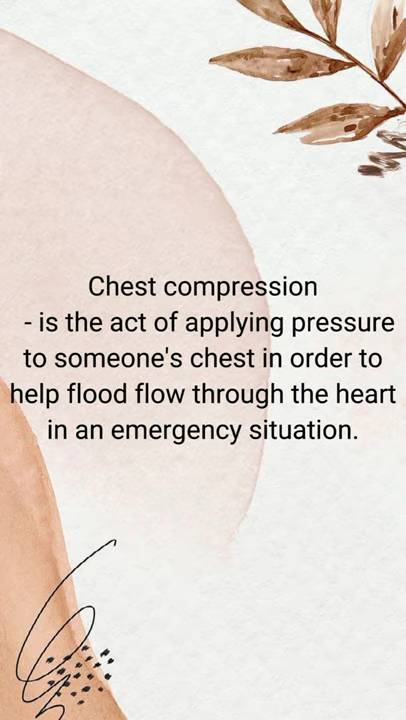 Chest compression
- is the act of applying pressure
to someone's chest in order to
help flood flow through the heart
in an emergency situation.